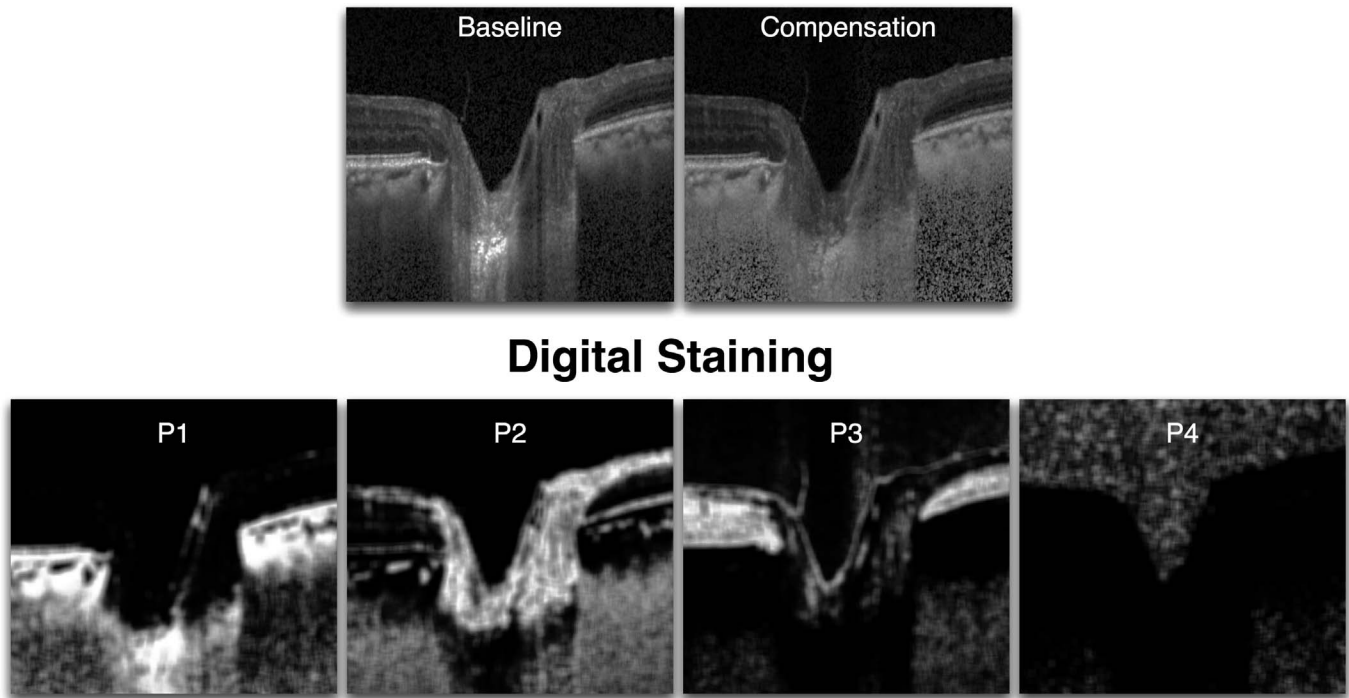 Baseline
Compensation
Digital Staining
P1
P2
P3
P4